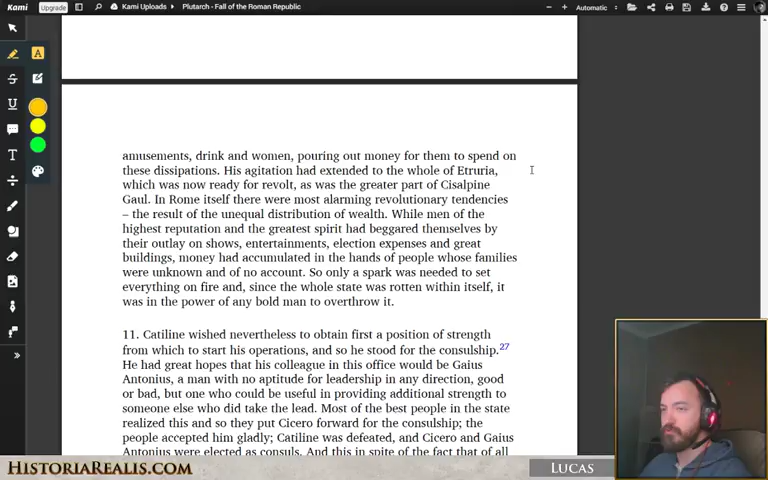 Kami
Upgrade
Kami Uploads
Plutarch - Fall of the Roman Republic
Automatic
A
T
amusements, drink and women, pouring out money for them to spend on
these dissipations. His agitation had extended to the whole of Etruria,
which was now ready for revolt, as was the greater part of Cisalpine
Gaul. In Rome itself there were most alarming revolutionary tendencies
– the result of the unequal distribution of wealth. While men of the
highest reputation and the greatest spirit had beggared themselves by
their outlay on shows, entertainments, election expenses and great
buildings, money had accumulated in the hands of people whose families
were unknown and of no account. So only a spark was needed to set
everything on fire and, since the whole state was rotten within itself, it
was in the power of any bold man to overthrow it.
11. Catiline wished nevertheless to obtain first a position of strength
from which to start his operations, and so he stood for the consulship.27
He had great hopes that his colleague in this office would be Gaius
Antonius, a man with no aptitude for leadership in any direction, good
or bad, but one who could be useful in providing additional strength to
someone else who did take the lead. Most of the best people in the state
realized this and so they put Cicero forward for the consulship; the
people accepted him gladly; Catiline was defeated, and Cicero and Gaius
Antonius were elected as consuls. And this in spite of the fact that of all
HistoriaRealis.com
Lucas